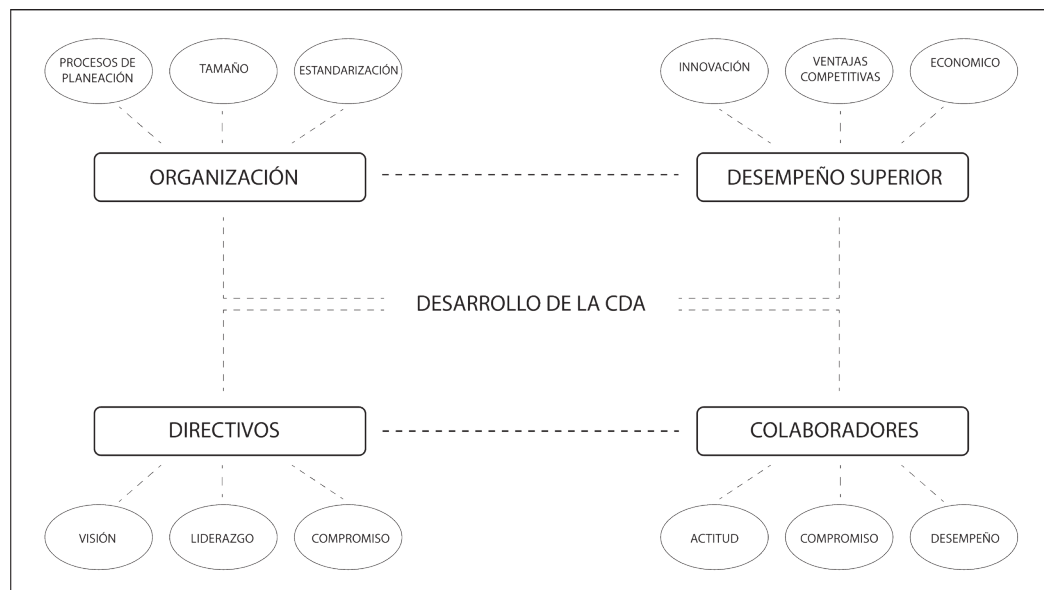 PROCESOS DE
PLANEACIÓN
TAMAÑO
ESTANDARIZACIÓN
INNOVACIÓN
VENTAJAS
COMPETITIVAS
ECONOMICO
ORGANIZACIÓN
DESEMPEÑO SUPERIOR
DESARROLLO DE LA CDA
DIRECTIVOS
COLABORADORES
VISIÓN
LIDERAZGO
COMPROMISO
ACTITUD
COMPROMISO
DESEMPEÑO